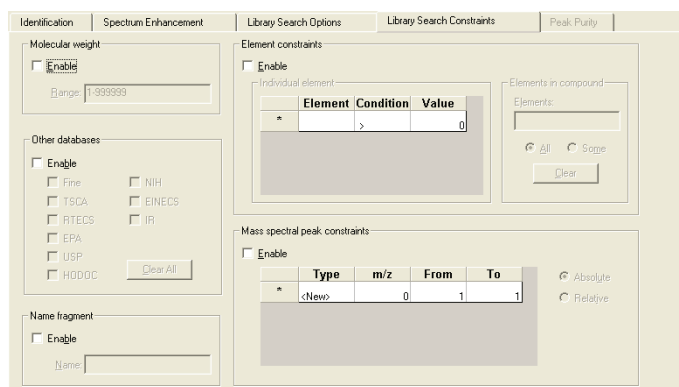 Identification Spectrum Enhancement Library Search Options Library Search Constraints Peak Purity
Molecular weight
Enable
Range: 1-999999
Other databases
Enable
Fine NIH
TSCA EINECS
RTECS IR
EPA
USP
HODOC Clear All
Name fragment
Enable
Name:
Element constraints
Enable
Individual element
Element Condition Value
* > 0
Elements in compound
Elements:
All Some
Clear
Mass spectral peak constraints
Enable
Type m/z From To
* <New> 0 1 1
Absolute
Relative